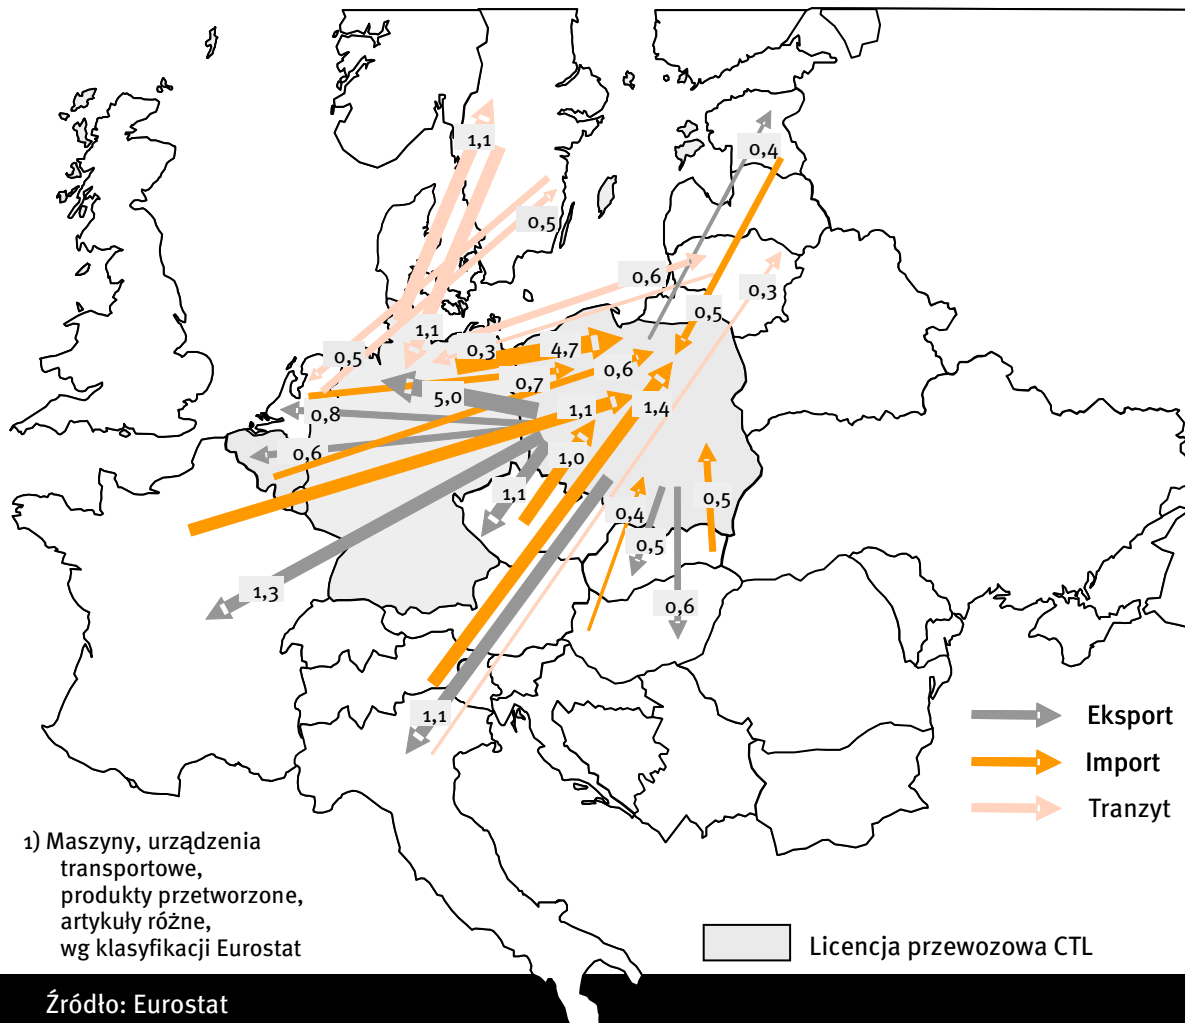 1,1
0,4
0,5
0,6
0,3
0,5
1,1
0,3
4,7
0,5
0,6
0,7
5,0
1,1
1,4
0,8
0,6
1,0
1,1
0,5
0,4
0,5
1,3
0,6
1,1
Eksport
Import
Tranzyt
1) Maszyny, urządzenia
transportowe,
produkty przetworzone,
artykuły różne,
wg klasyfikacji Eurostat
Licencja przewozowa CTL
Źródło: Eurostat